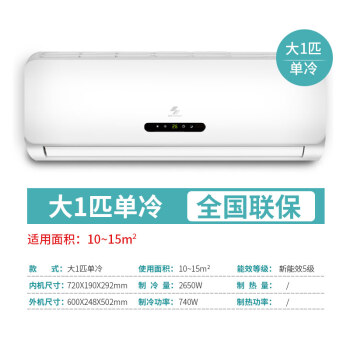 大1匹
单冷
大1匹单冷 全国联保
适用面积：10~15m²
款 式：大1匹单冷 使用面积：10~15m² 能效等级：新能效5级
内机尺寸：720X190X292mm 制 冷 量：2650W 制 热 量：/
外机尺寸：600X248X502mm 制冷功率：740W 制热功率：/